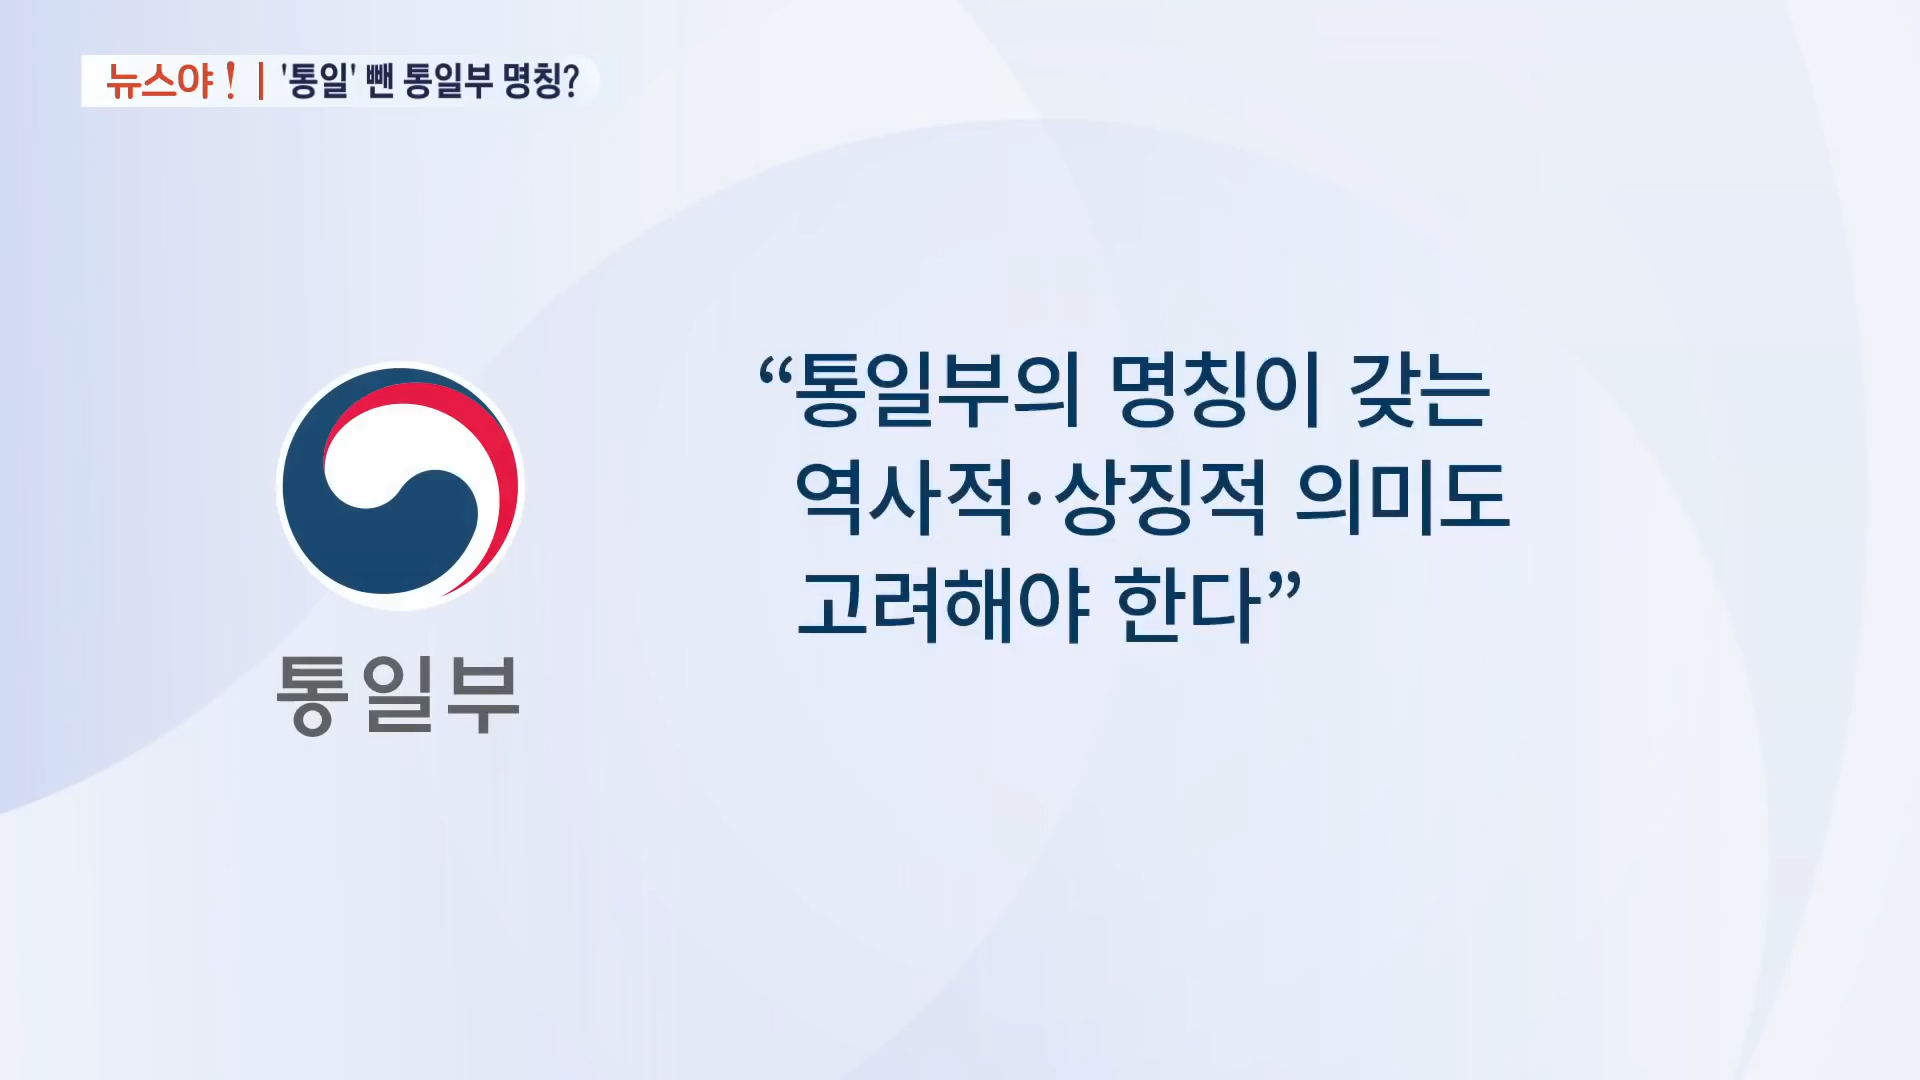 뉴스야! | '통일' 뺀 통일부 명칭?
“통일부의 명칭이 갖는
역사적·상징적 의미도
고려해야 한다”
통일부